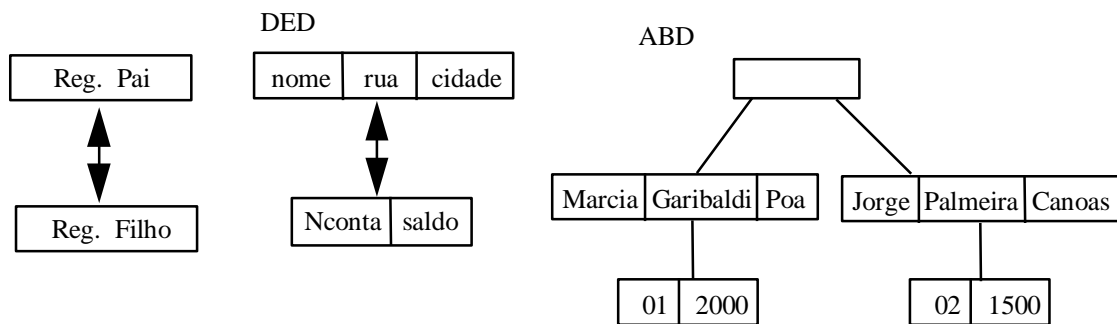 DED
ABD
Reg. Pai
nome rua cidade
Marcia Garibaldi Poa
Jorge Palmeira Canoas
Reg. Filho
Nconta saldo
01 2000
02 1500